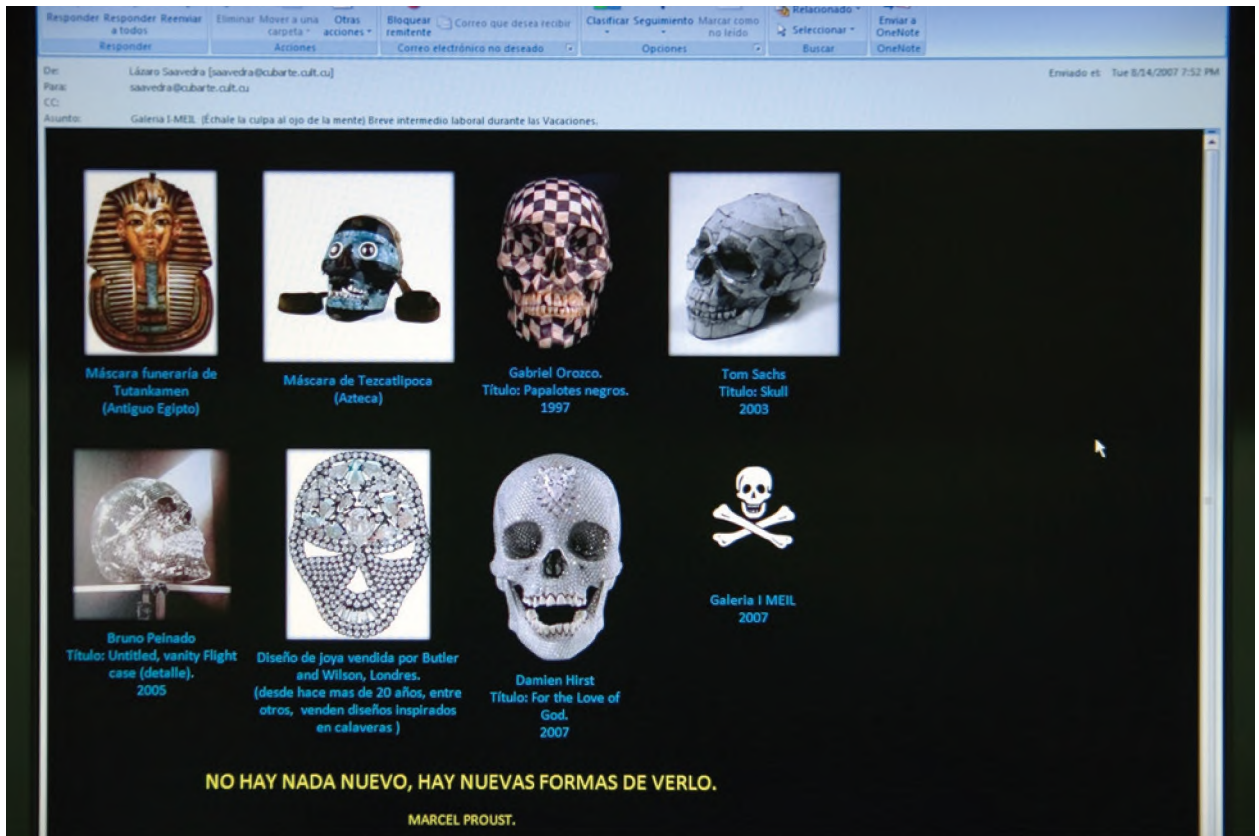 Responder Responder Reenviar
a todos
Eliminar Mover a una
carpeta
Otras
acciones
Bloquear
remitente
Correo que desea recibir
Clasificar Seguimiento Marcar como
no leído
Relacionado
Seleccionar
Enviar a
OneNote
Responder
Acciones
Correo electrónico no deseado
Opciones
Buscar
OneNote
De: Lázaro Saavedra [saavedra@cubarte.cult.cu]
Enviado el: Tue 8/14/2007 7:52 PM
Para: saavedra@cubarte.cult.cu
CC:
Asunto: Galeria I-MEIL (Échale la culpa al ojo de la mente) Breve intermedio laboral durante las Vacaciones.
Máscara funeraría de
Tutankamen
(Antiguo Egipto)
Máscara de Tezcatlipoca
(Azteca)
Gabriel Orozco.
Título: Papalotes negros.
1997
Tom Sachs
Titulo: Skull
2003
Bruno Peinado
Título: Untitled, vanity Flight
case (detalle).
2005
Diseño de joya vendida por Butler
and Wilson, Londres.
(desde hace mas de 20 años, entre
otros, venden diseños inspirados
en calaveras )
Damien Hirst
Título: For the Love of
God.
2007
Galeria I MEIL
2007
NO HAY NADA NUEVO, HAY NUEVAS FORMAS DE VERLO.
MARCEL PROUST.